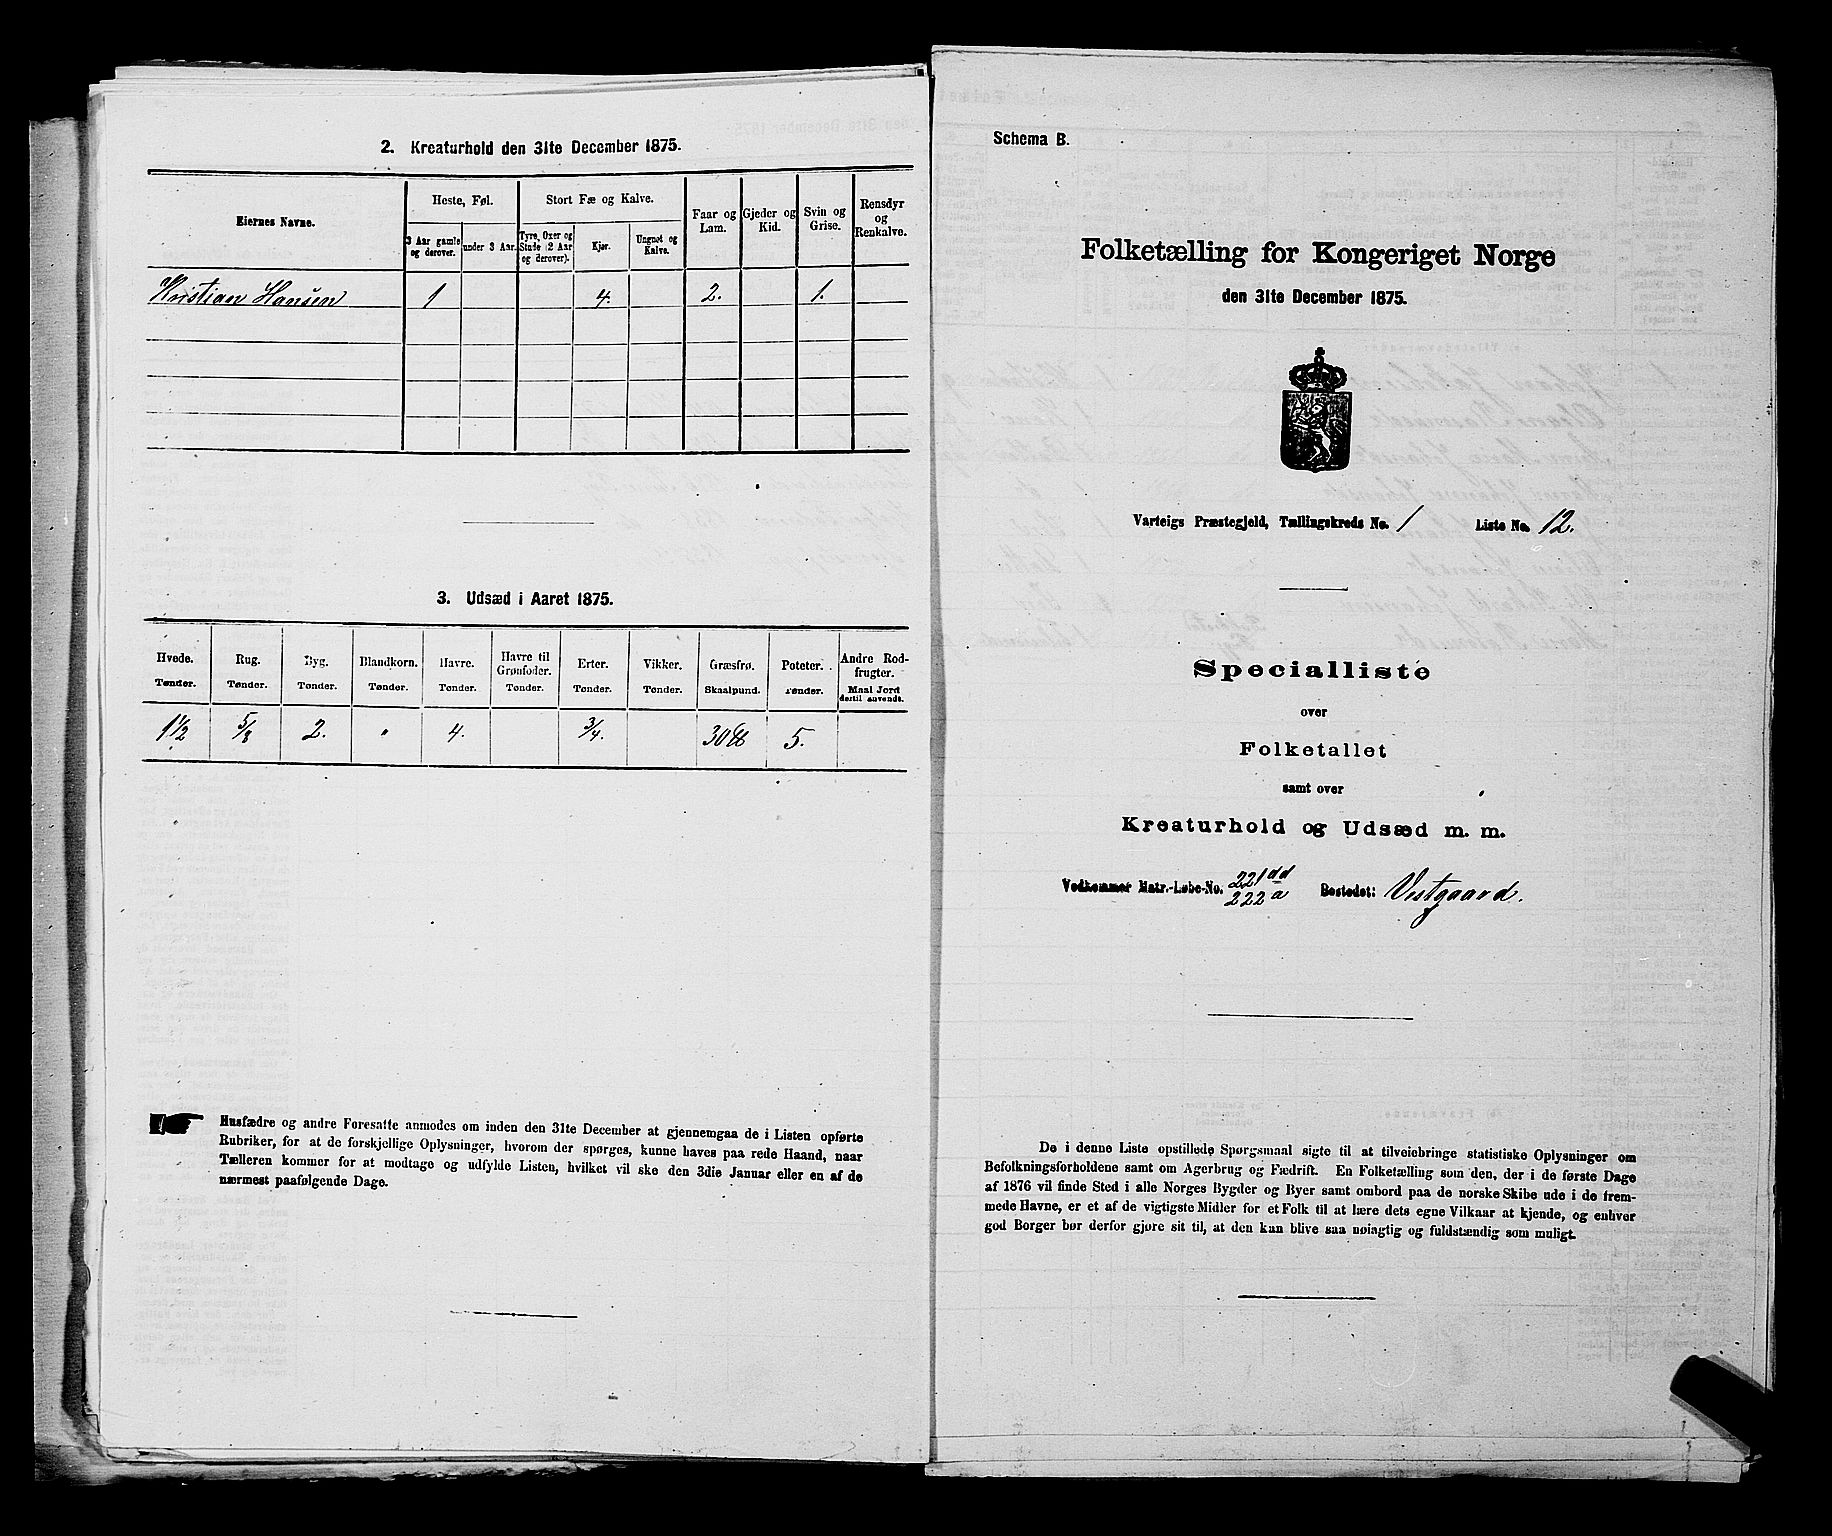 2. Kreaturhold den 31te December 1875.
Eiernes Navne.
Heste, Føl.
3 Aar gamle og derover.
under 3 Aar.
Stort Fæ og Kalve.
Tyre, Oxer og Stude (2 Aar og derover).
Kjør.
Ungnøt og Kalve.
Faar og Lam.
Gjeder og Kid.
Svin og Grise.
Rensdyr og Renkalve.
Kristian Hansen 1 4. 2. 1.
3. Udsæd i Aaret 1875.
Hvede. Rug. Byg. Blandkorn. Havre. Havre til Grønfoder. Erter. Vikker. Græsfrø. Poteter. Andre Rodfrugter.
Tønder. Tønder. Tønder. Tønder. Tønder. Tønder. Tønder. Tønder. Skaalpund. Tønder. Maal Jord dertil anvendt.
1 1/2 5/8 2. " 4. 3/4. 30 ℔ 5.
Husfædre og andre Foresatte anmodes om inden den 31te December at gjennemgaa de i Listen opførte
Rubriker, for at de forskjellige Oplysninger, hvorom der spørges, kunne haves paa rede Haand, naar
Tælleren kommer for at modtage og udfylde Listen, hvilket vil ske den 3die Januar eller en af de
nærmest paafølgende Dage.
Schema B.
Folketælling for Kongeriget Norge
den 31te December 1875.
Varteigs Præstegjeld, Tællingskreds No. 1 Liste No. 12.
Specialliste
over
Folketallet
samt over
Kreaturhold og Udsæd m. m.
Vedkommer Matr.-Løbe-No. 221 dd 222 a Bostedet: Vestgaard.
De i denne Liste opstillede Spørgsmaal sigte til at tilveiebringe statistiske Oplysninger om
Befolkningsforholdene samt om Agerbrug og Fædrift. En Folketælling som den, der i de første Dage
af 1876 vil finde Sted i alle Norges Bygder og Byer samt ombord paa de norske Skibe ude i de frem-
mede Havne, er et af de vigtigste Midler for et Folk til at lære dets egne Vilkaar at kjende, og enhver
god Borger bør derfor gjøre sit til, at den kan blive saa nøiagtig og fuldstændig som muligt.